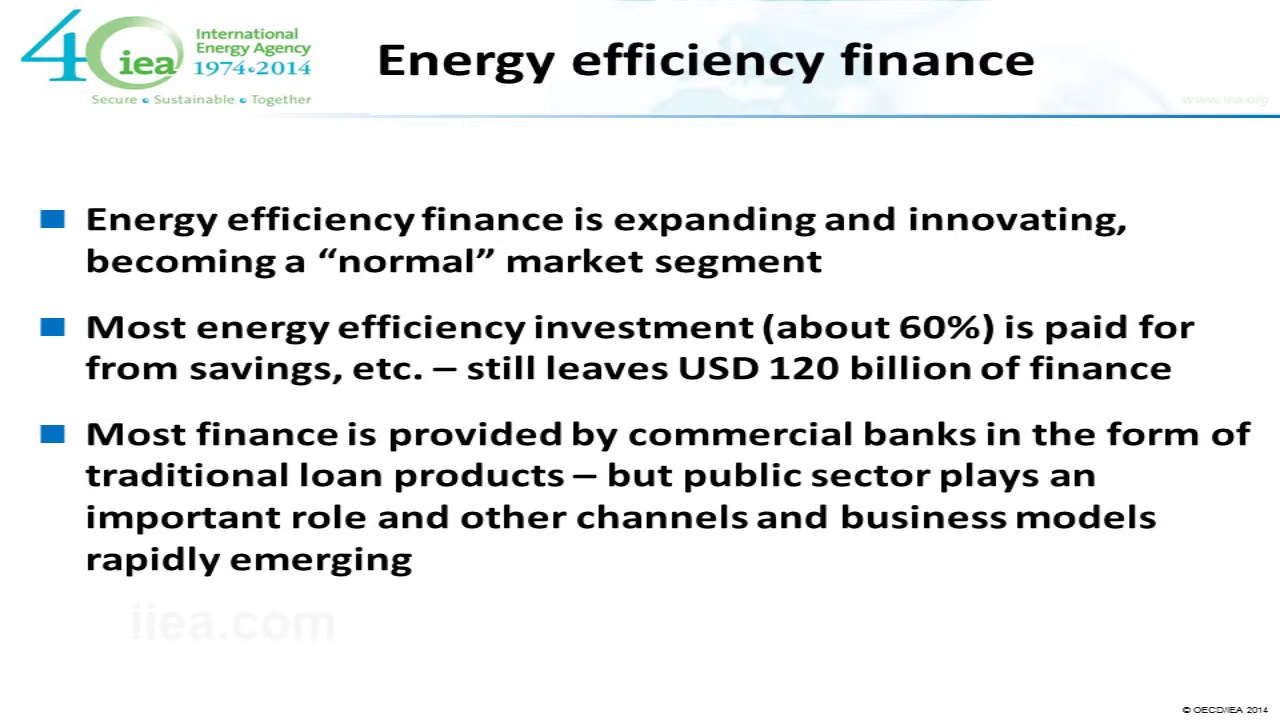 40 iea
International
Energy Agency
1974•2014
Secure • Sustainable • Together
Energy efficiency finance
www.iea.org
Energy efficiency finance is expanding and innovating,
becoming a “normal” market segment
Most energy efficiency investment (about 60%) is paid for
from savings, etc. – still leaves USD 120 billion of finance
Most finance is provided by commercial banks in the form of
traditional loan products – but public sector plays an
important role and other channels and business models
rapidly emerging
iiea.com
© OECD/IEA 2014